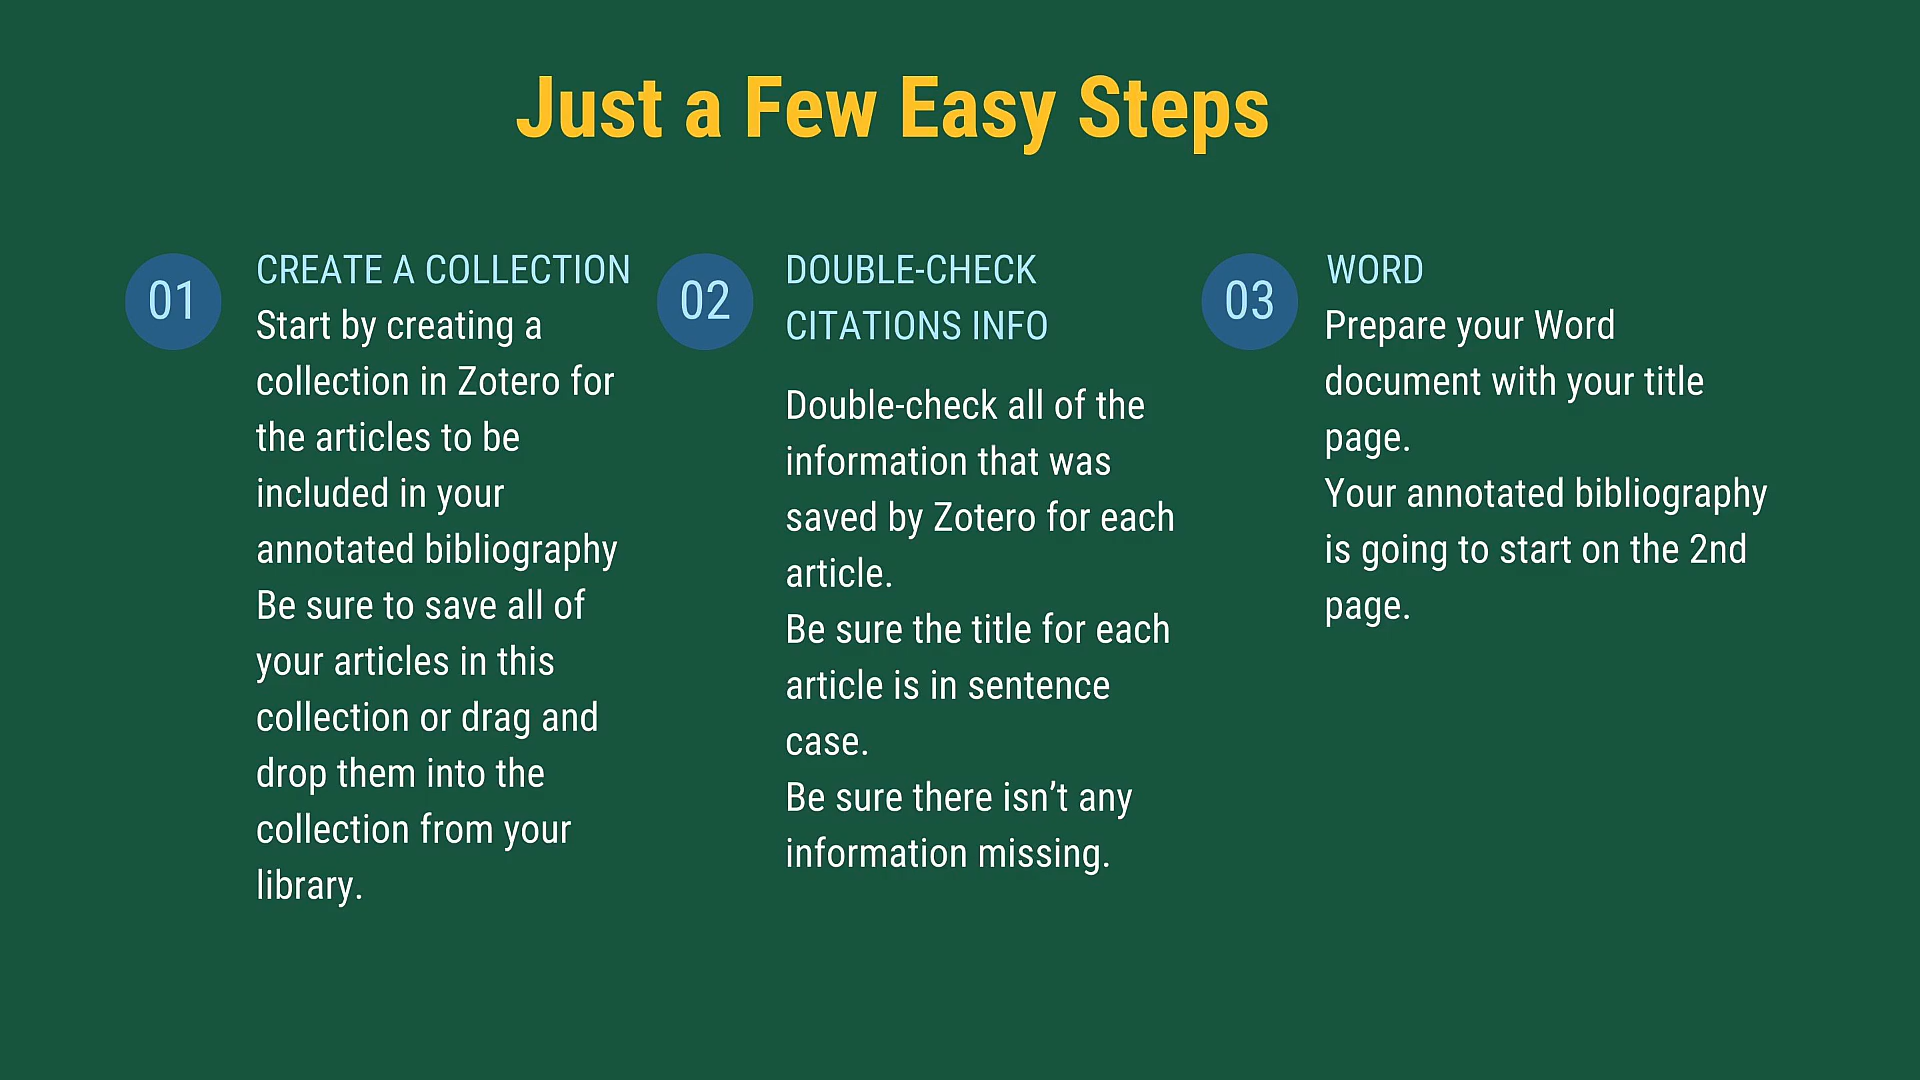 Just a Few Easy Steps
01
CREATE A COLLECTION
Start by creating a
collection in Zotero for
the articles to be
included in your
annotated bibliography
Be sure to save all of
your articles in this
collection or drag and
drop them into the
collection from your
library.
02
DOUBLE-CHECK
CITATIONS INFO
Double-check all of the
information that was
saved by Zotero for each
article.
Be sure the title for each
article is in sentence
case.
Be sure there isn’t any
information missing.
03
WORD
Prepare your Word
document with your title
page.
Your annotated bibliography
is going to start on the 2nd
page.